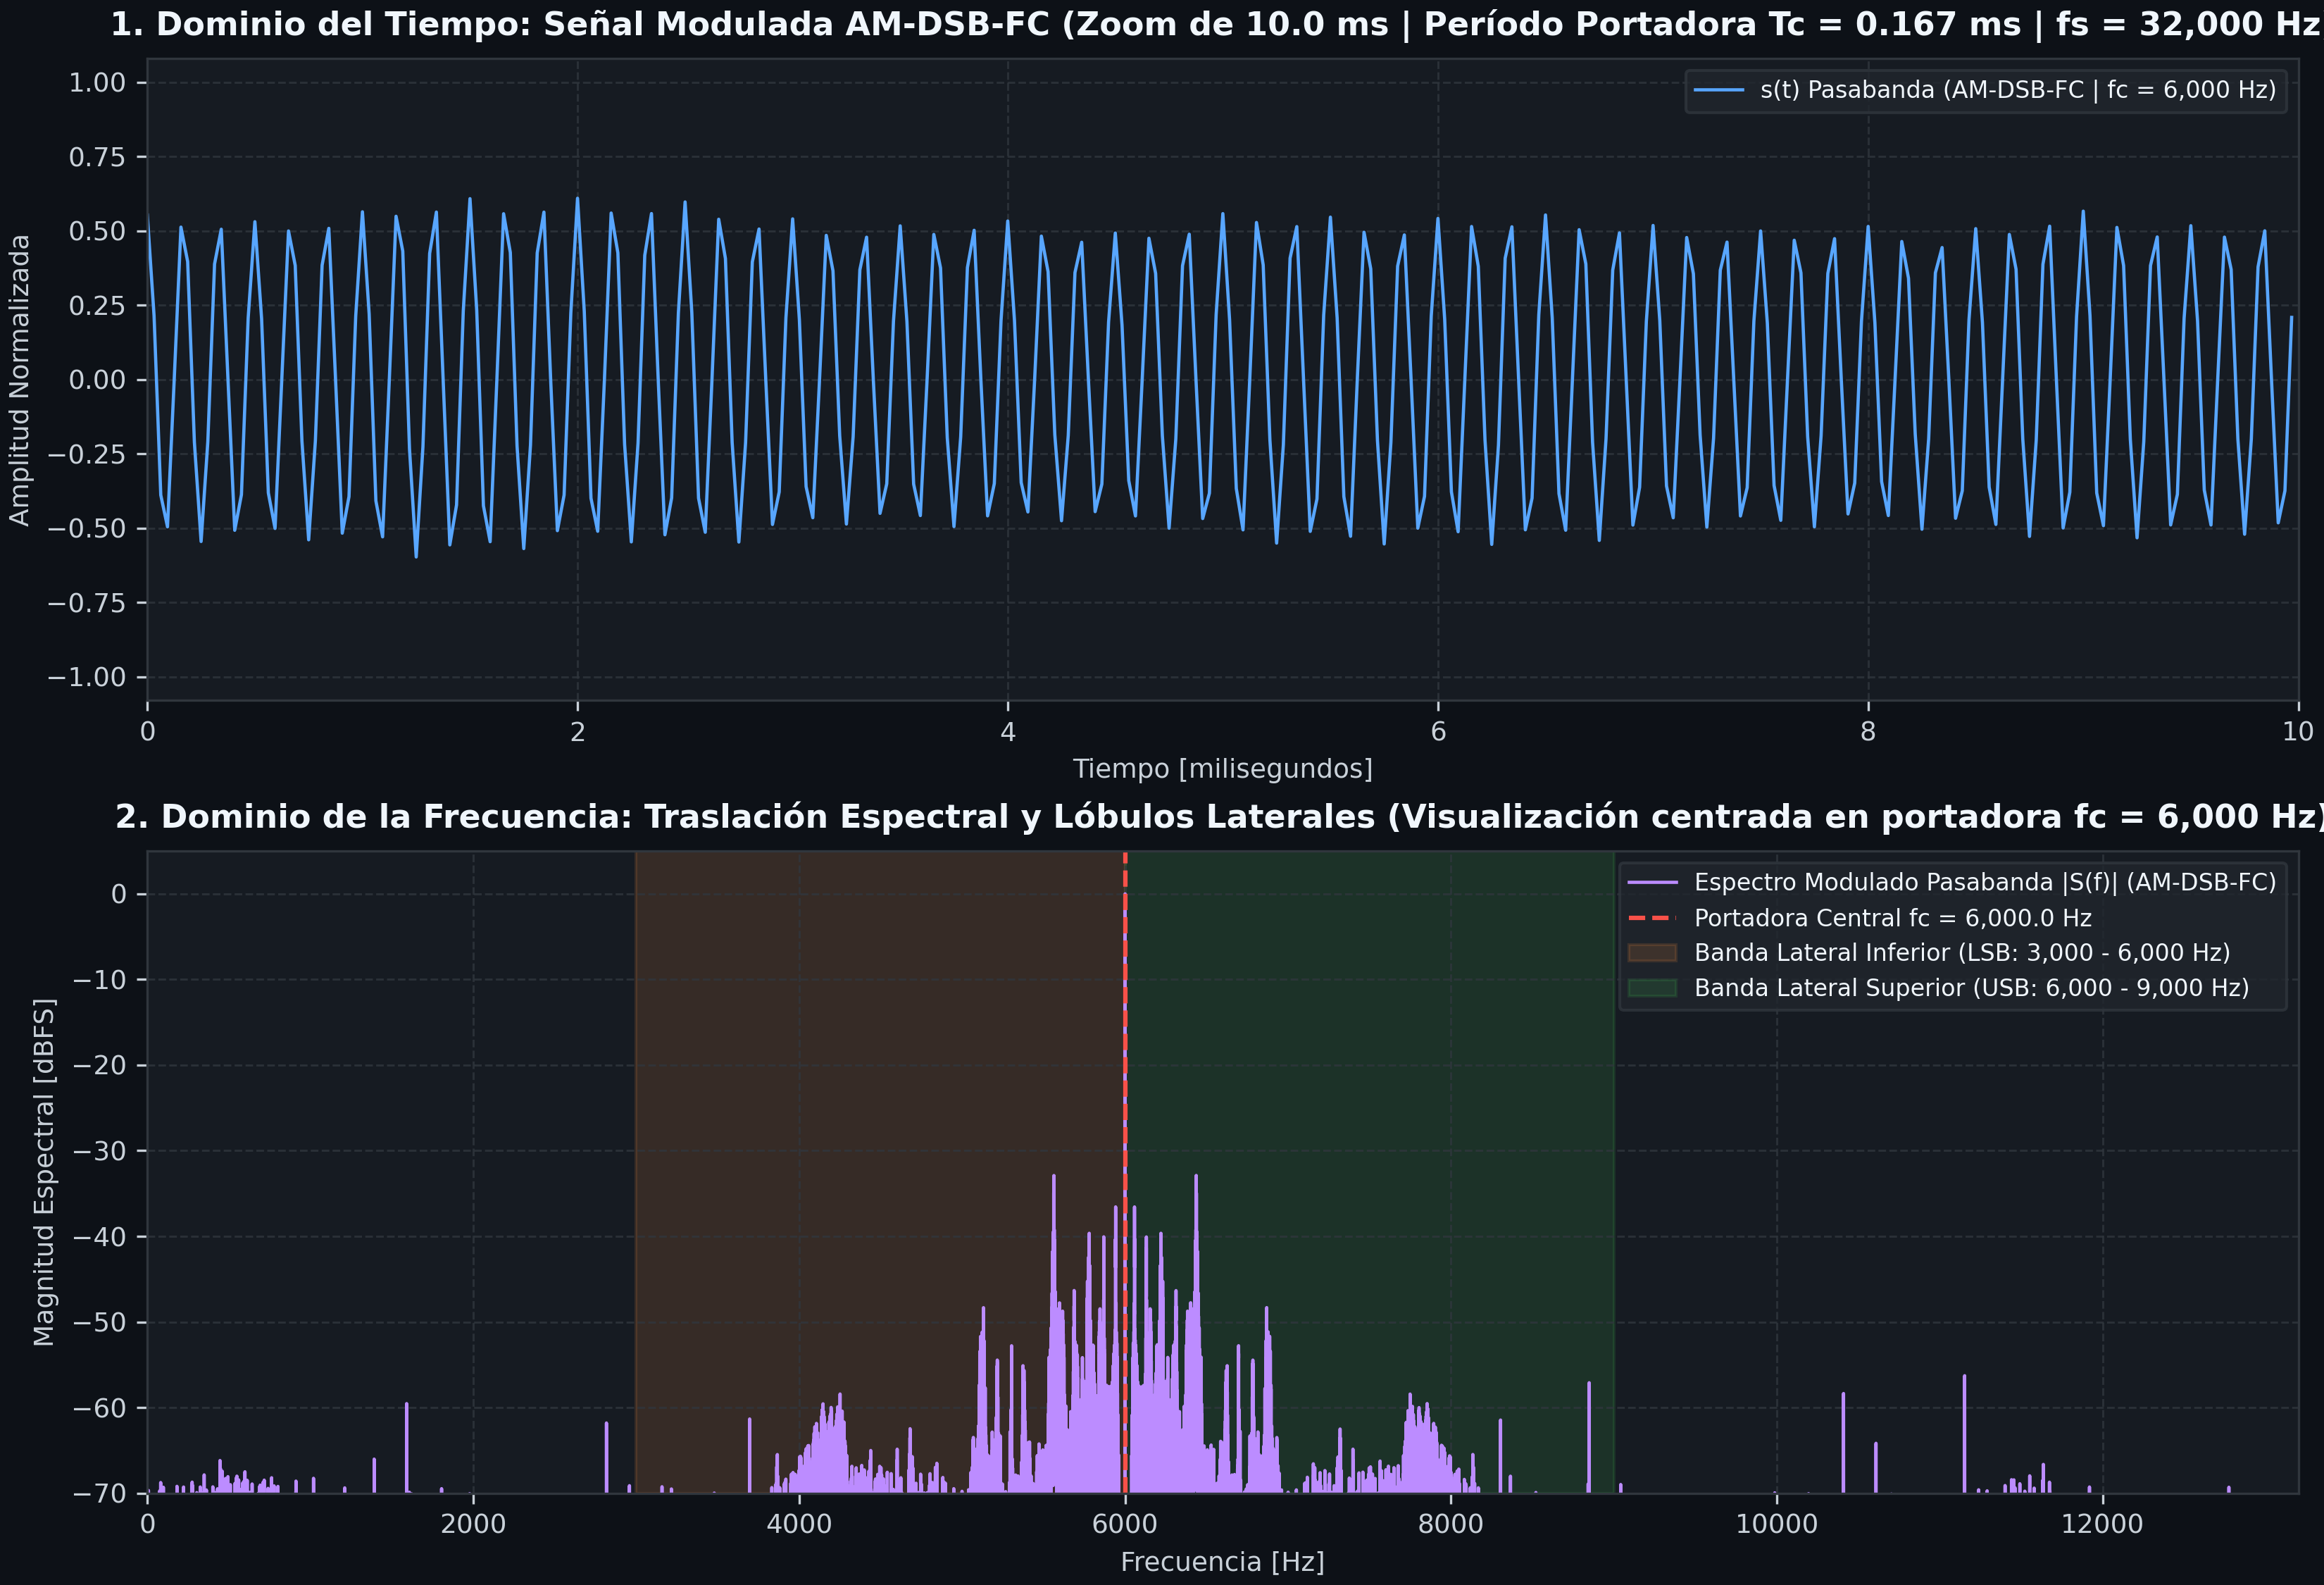 1. Dominio del Tiempo: Señal Modulada AM-DSB-FC (Zoom de 10.0 ms | Período Portadora Tc = 0.167 ms | fs = 32,000 Hz
s(t) Pasabanda (AM-DSB-FC | fc = 6,000 Hz)
Amplitud Normalizada
1.00
0.75
0.50
0.25
0.00
−0.25
−0.50
−0.75
−1.00
0 2 4 6 8 10
Tiempo [milisegundos]
2. Dominio de la Frecuencia: Traslación Espectral y Lóbulos Laterales (Visualización centrada en portadora fc = 6,000 Hz)
Espectro Modulado Pasabanda |S(f)| (AM-DSB-FC)
Portadora Central fc = 6,000.0 Hz
Banda Lateral Inferior (LSB: 3,000 - 6,000 Hz)
Banda Lateral Superior (USB: 6,000 - 9,000 Hz)
Magnitud Espectral [dBFS]
0
−10
−20
−30
−40
−50
−60
−70
0 2000 4000 6000 8000 10000 12000
Frecuencia [Hz]